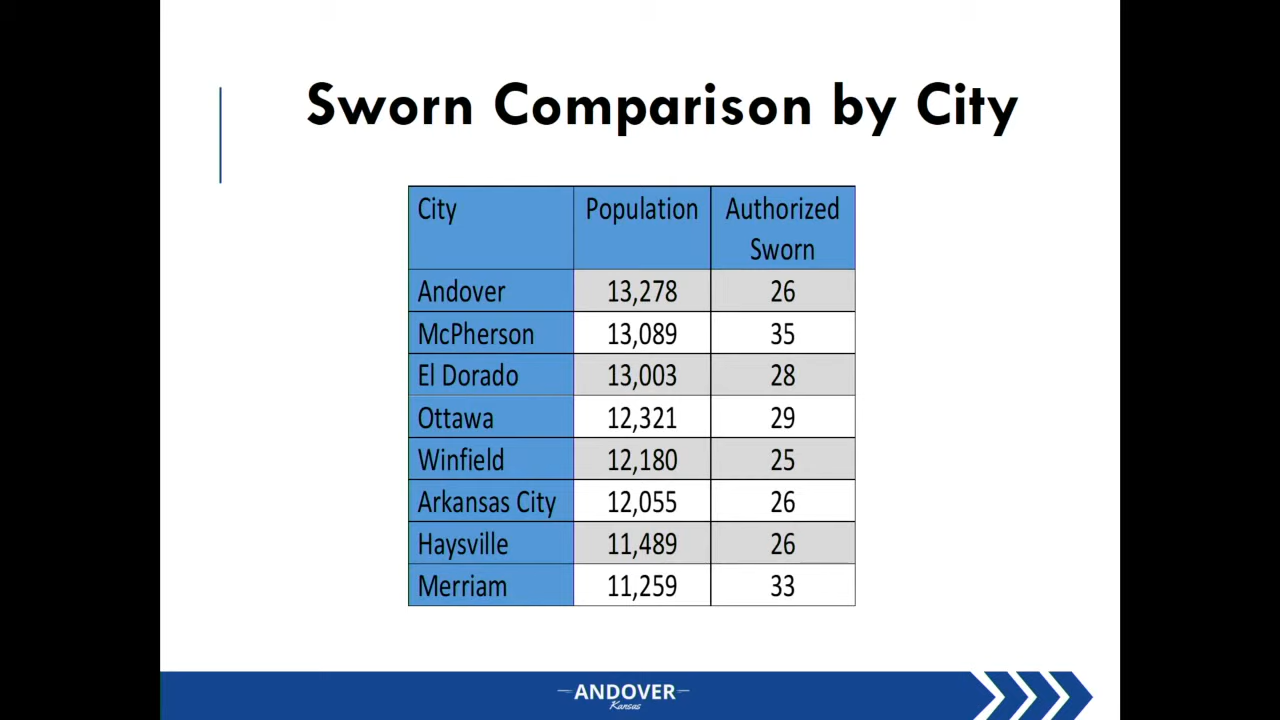 Sworn Comparison by City
City Population Authorized Sworn
Andover 13,278 26
McPherson 13,089 35
El Dorado 13,003 28
Ottawa 12,321 29
Winfield 12,180 25
Arkansas City 12,055 26
Haysville 11,489 26
Merriam 11,259 33
ANDOVER
Kansas